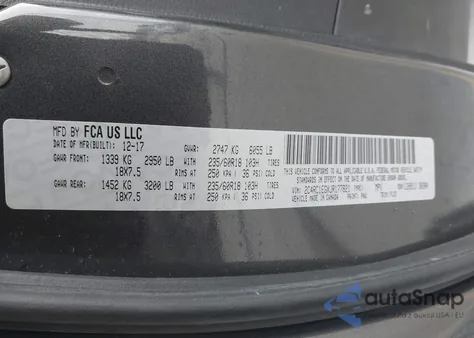 MFD BY FCA US LLC
DATE OF MFR(BUILT) 12-17 GVWR: 2747 KG 6055 LB
GAWR FRONT: 1339 KG 2950 LB WITH 235/60R18 103H TIRES
18X7.5 RIMS AT 250 KPA ( 36 PSI) COLD
GAWR REAR: 1452 KG 3200 LB WITH 235/60R18 103H TIRES
18X7.5 RIMS AT 250 KPA ( 36 PSI) COLD
THIS VEHICLE CONFORMS TO ALL APPLICABLE U.S.A. FEDERAL MOTOR VEHICLE SAFETY
STANDARDS IN EFFECT ON THE DATE OF MANUFACTURE SHOWN ABOVE.
VIN: TYPE: MPV
VEHICLE MADE IN CANADA PAINT:
autoSnap